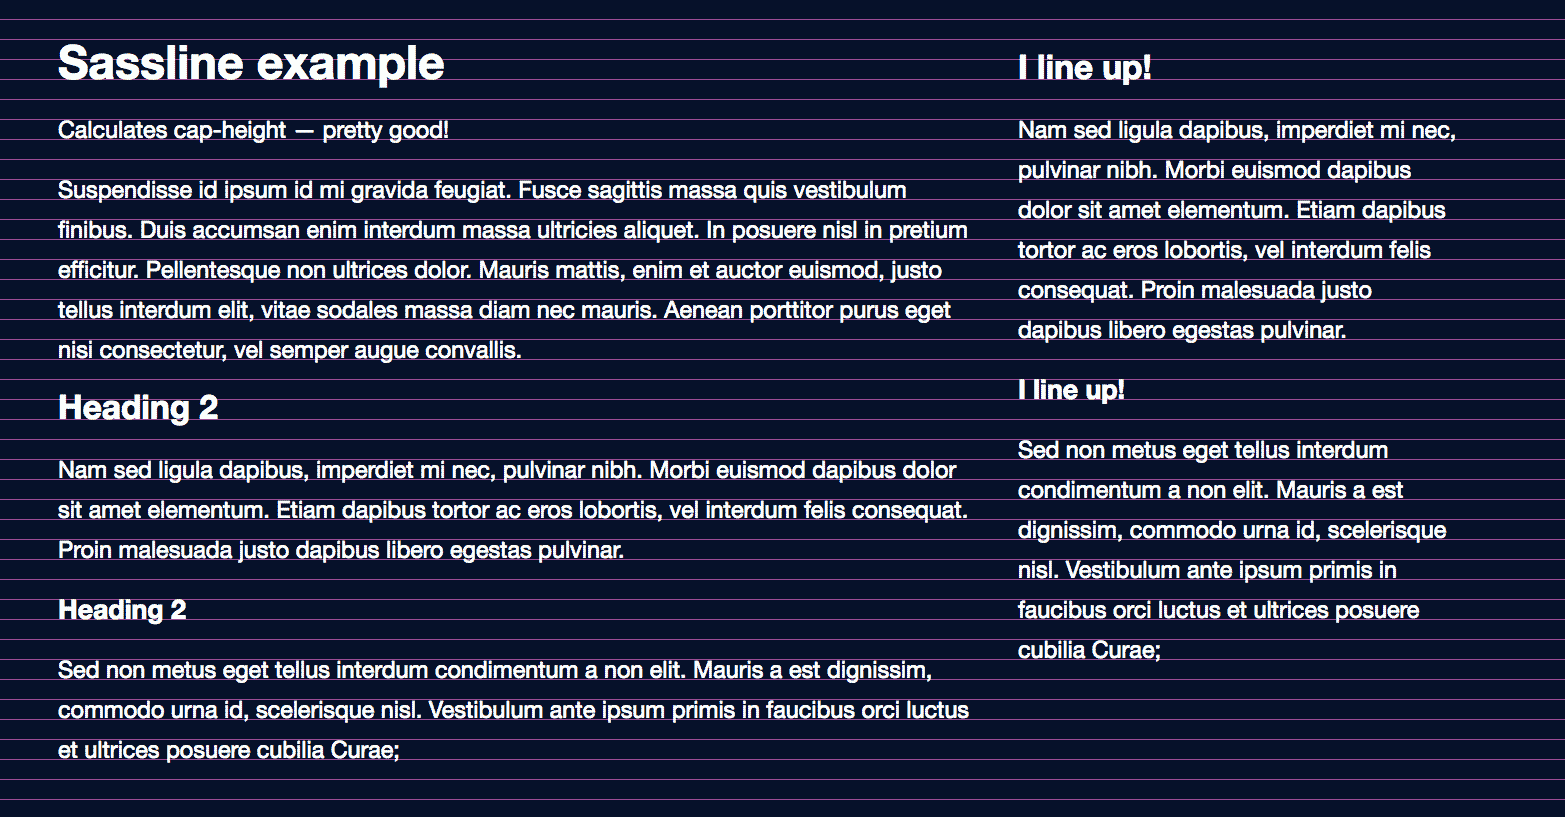 Sassline example
Calculates cap-height — pretty good!
Suspendisse id ipsum id mi gravida feugiat. Fusce sagittis massa quis vestibulum
finibus. Duis accumsan enim interdum massa ultricies aliquet. In posuere nisl in pretium
efficitur. Pellentesque non ultrices dolor. Mauris mattis, enim et auctor euismod, justo
tellus interdum elit, vitae sodales massa diam nec mauris. Aenean porttitor purus eget
nisi consectetur, vel semper augue convallis.
Heading 2
Nam sed ligula dapibus, imperdiet mi nec, pulvinar nibh. Morbi euismod dapibus dolor
sit amet elementum. Etiam dapibus tortor ac eros lobortis, vel interdum felis consequat.
Proin malesuada justo dapibus libero egestas pulvinar.
Heading 2
Sed non metus eget tellus interdum condimentum a non elit. Mauris a est dignissim,
commodo urna id, scelerisque nisl. Vestibulum ante ipsum primis in faucibus orci luctus
et ultrices posuere cubilia Curae;
I line up!
Nam sed ligula dapibus, imperdiet mi nec,
pulvinar nibh. Morbi euismod dapibus
dolor sit amet elementum. Etiam dapibus
tortor ac eros lobortis, vel interdum felis
consequat. Proin malesuada justo
dapibus libero egestas pulvinar.
I line up!
Sed non metus eget tellus interdum
condimentum a non elit. Mauris a est
dignissim, commodo urna id, scelerisque
nisl. Vestibulum ante ipsum primis in
faucibus orci luctus et ultrices posuere
cubilia Curae;